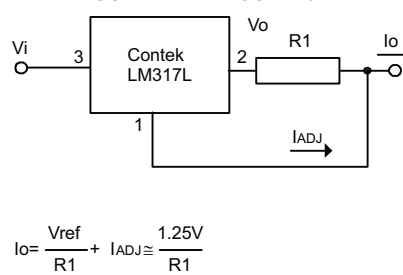 Vo
Vi
3
Contek
LM317L
2
R1
Io
1
IADJ
Io= Vref/R1 + IADJ≅ 1.25V/R1